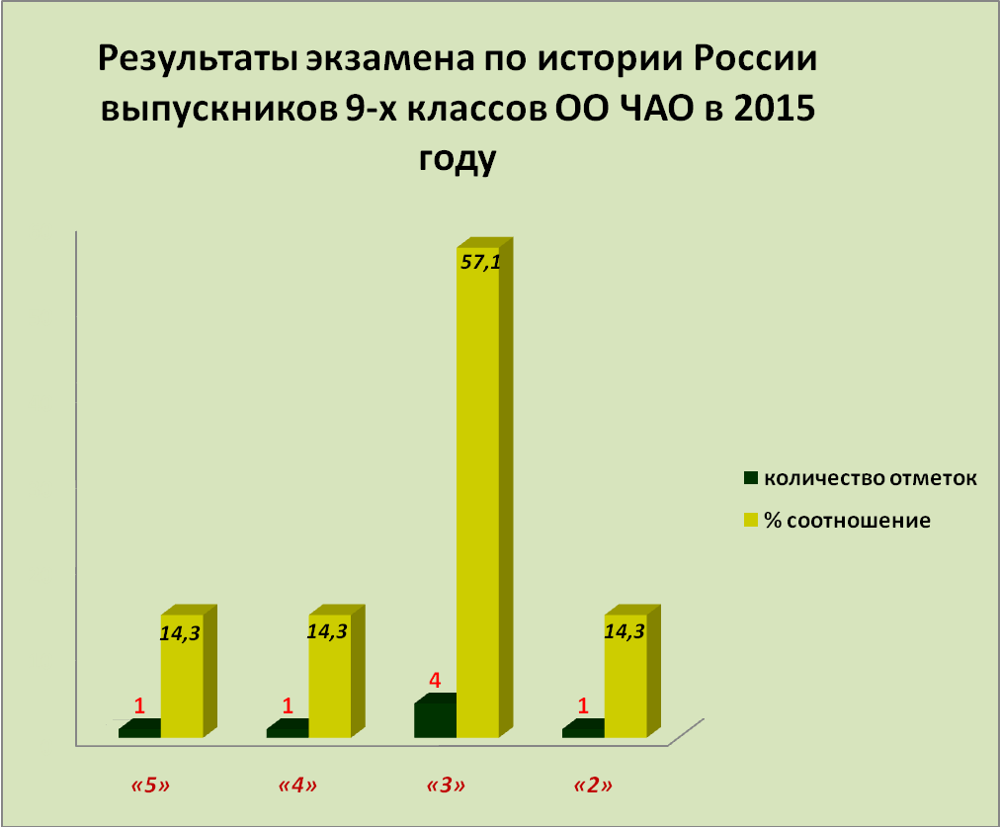 Результаты экзамена по истории России
выпускников 9-х классов ОО ЧАО в 2015
году
57,1
14,3
14,3
14,3
1
1
4
1
количество отметок
% соотношение
«5»
«4»
«3»
«2»